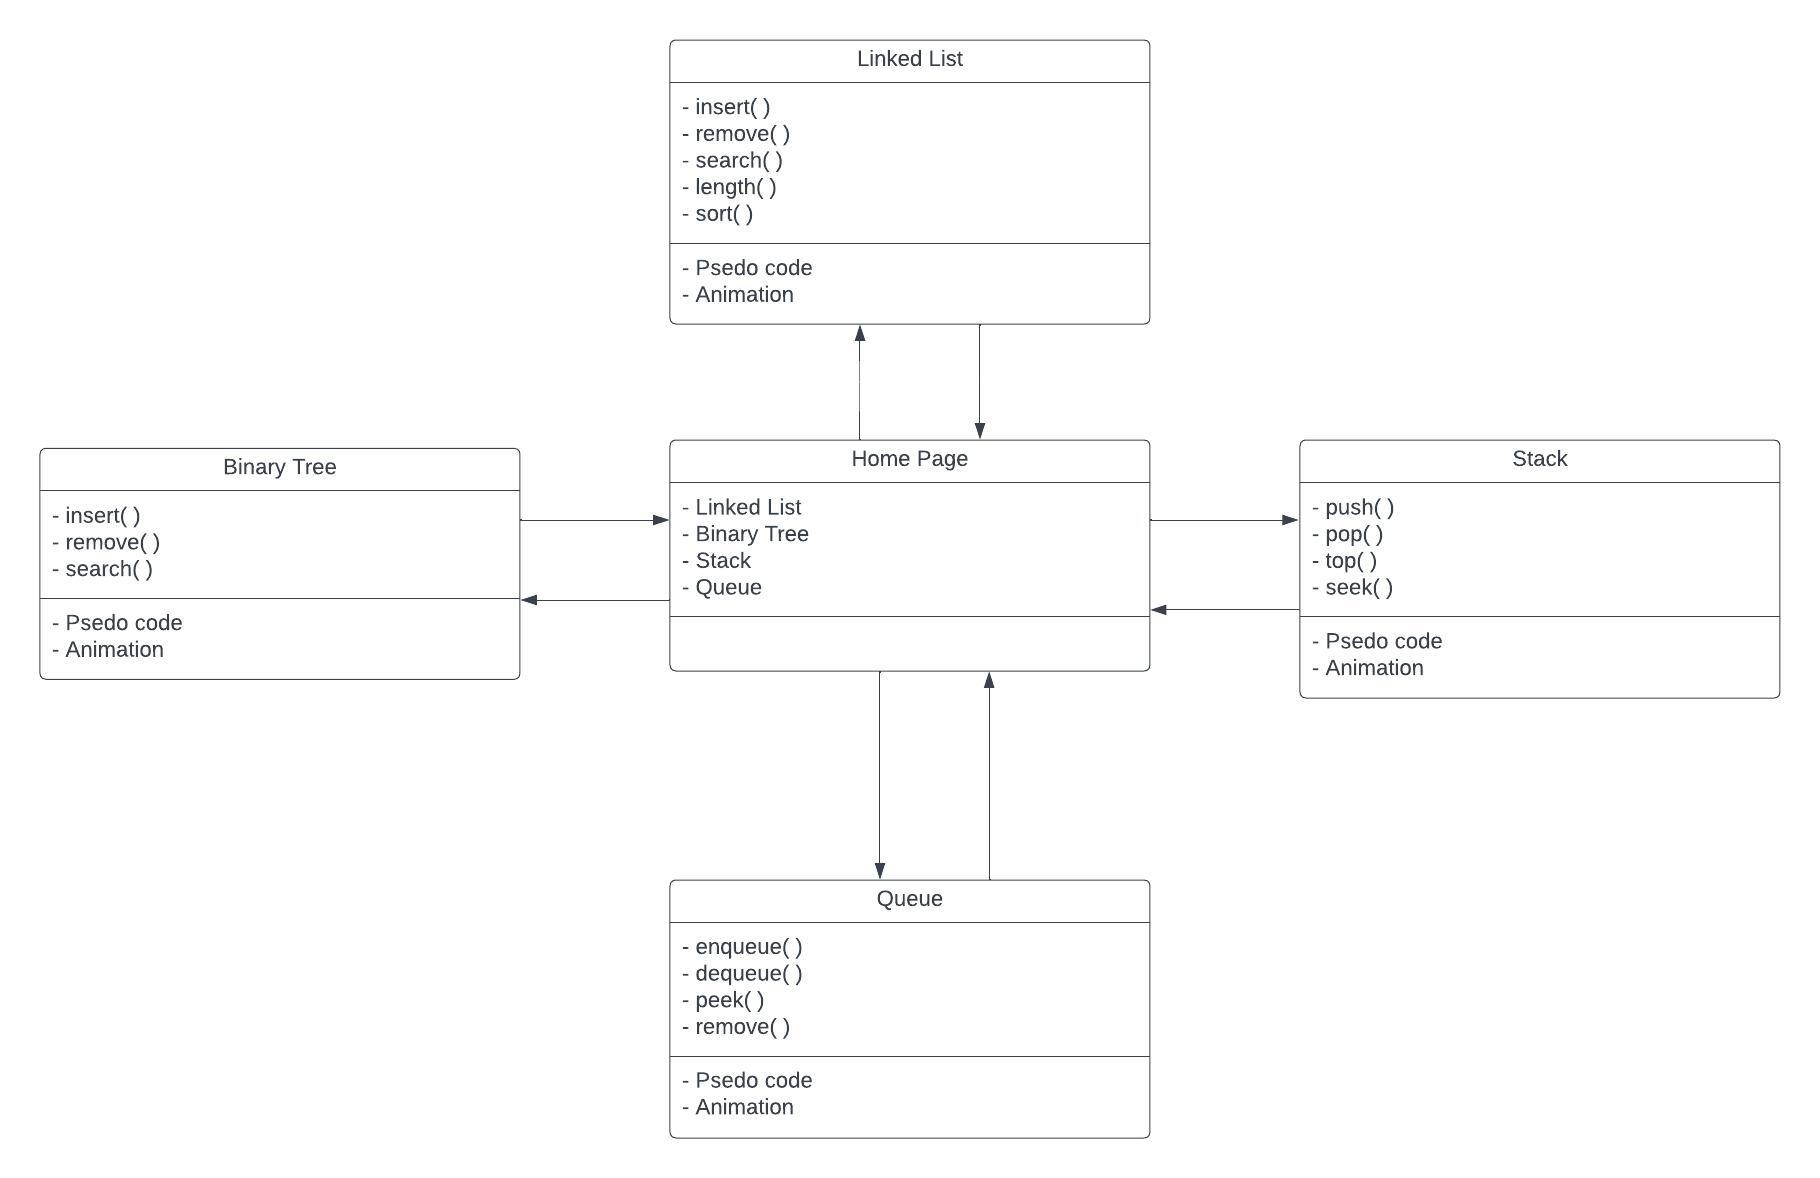 Linked List
- insert( )
- remove( )
- search( )
- length( )
- sort( )
- Psedo code
- Animation
Binary Tree
- insert( )
- remove( )
- search( )
- Psedo code
- Animation
Home Page
- Linked List
- Binary Tree
- Stack
- Queue
Stack
- push( )
- pop( )
- top( )
- seek( )
- Psedo code
- Animation
Queue
- enqueue( )
- dequeue( )
- peek( )
- remove( )
- Psedo code
- Animation